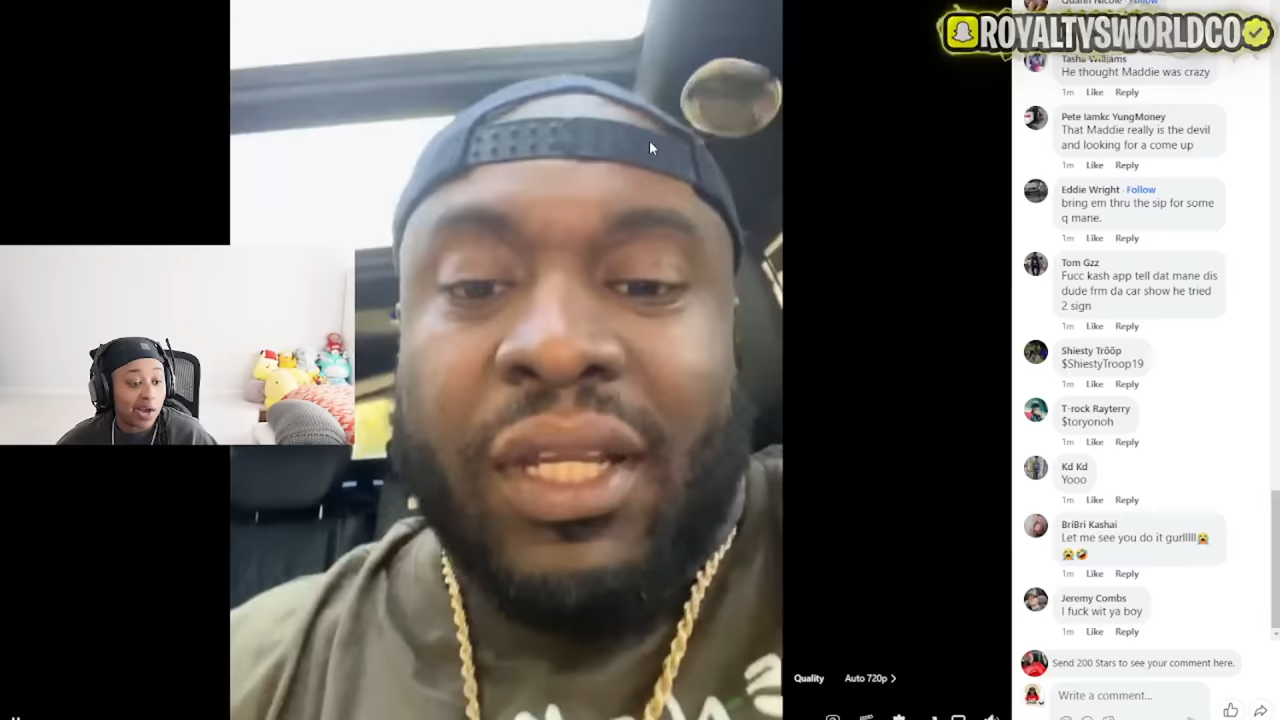 ROYALTYSWORLDCO
Quann Nicole · Follow
Tasha Williams
He thought Maddie was crazy
1m Like Reply
Pete Iamkc YungMoney
That Maddie really is the devil
and looking for a come up
1m Like Reply
Eddie Wright · Follow
bring em thru the sip for some
q mane.
1m Like Reply
Tom Gzz
Fucc kash app tell dat mane dis
dude frm da car show he tried
2 sign
1m Like Reply
Shiesty Trõõp
$ShiestyTroop19
1m Like Reply
T-rock Rayterry
$toryonoh
1m Like Reply
Kd Kd
Yooo
1m Like Reply
BriBri Kashai
Let me see you do it gurlllll😭
😭🤣
1m Like Reply
Jeremy Combs
I fuck wit ya boy
1m Like Reply
Send 200 Stars to see your comment here.
Quality Auto 720p
Write a comment...